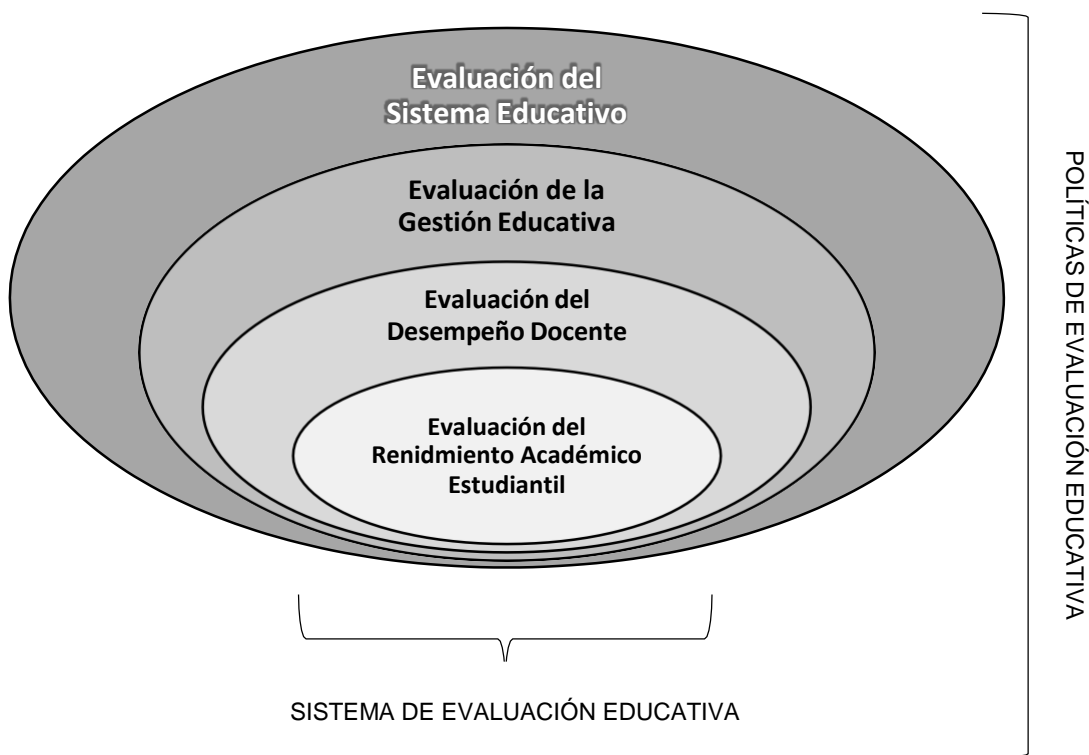 Evaluación del
Sistema Educativo
Evaluación de la
Gestión Educativa
Evaluación del
Desempeño Docente
Evaluación del
Renidmiento Académico
Estudiantil
SISTEMA DE EVALUACIÓN EDUCATIVA
POLÍTICAS DE EVALUACIÓN EDUCATIVA